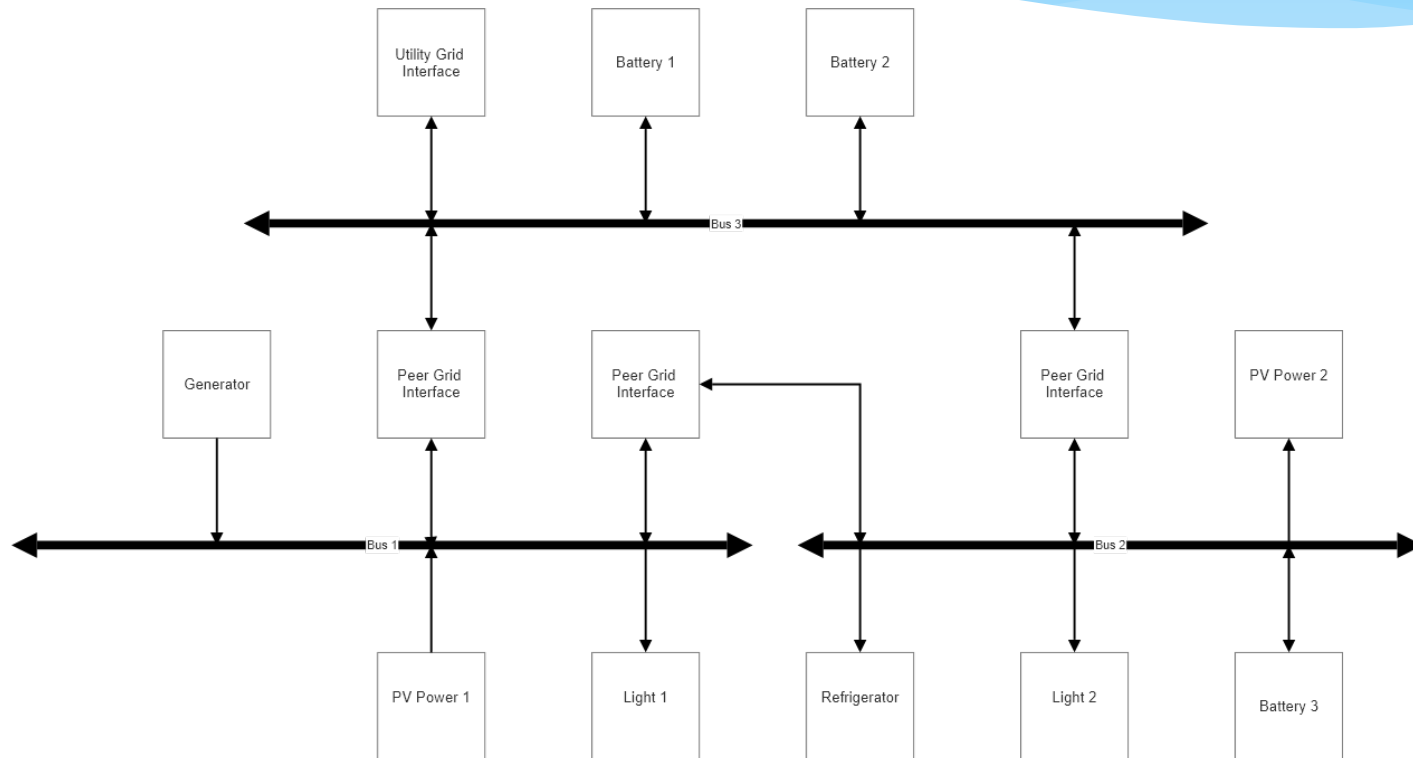 Utility Grid
Interface
Battery 1
Battery 2
Bus 3
Generator
Peer Grid
Interface
Peer Grid
Interface
Peer Grid
Interface
PV Power 2
Bus 1
Bus 2
PV Power 1
Light 1
Refrigerator
Light 2
Battery 3